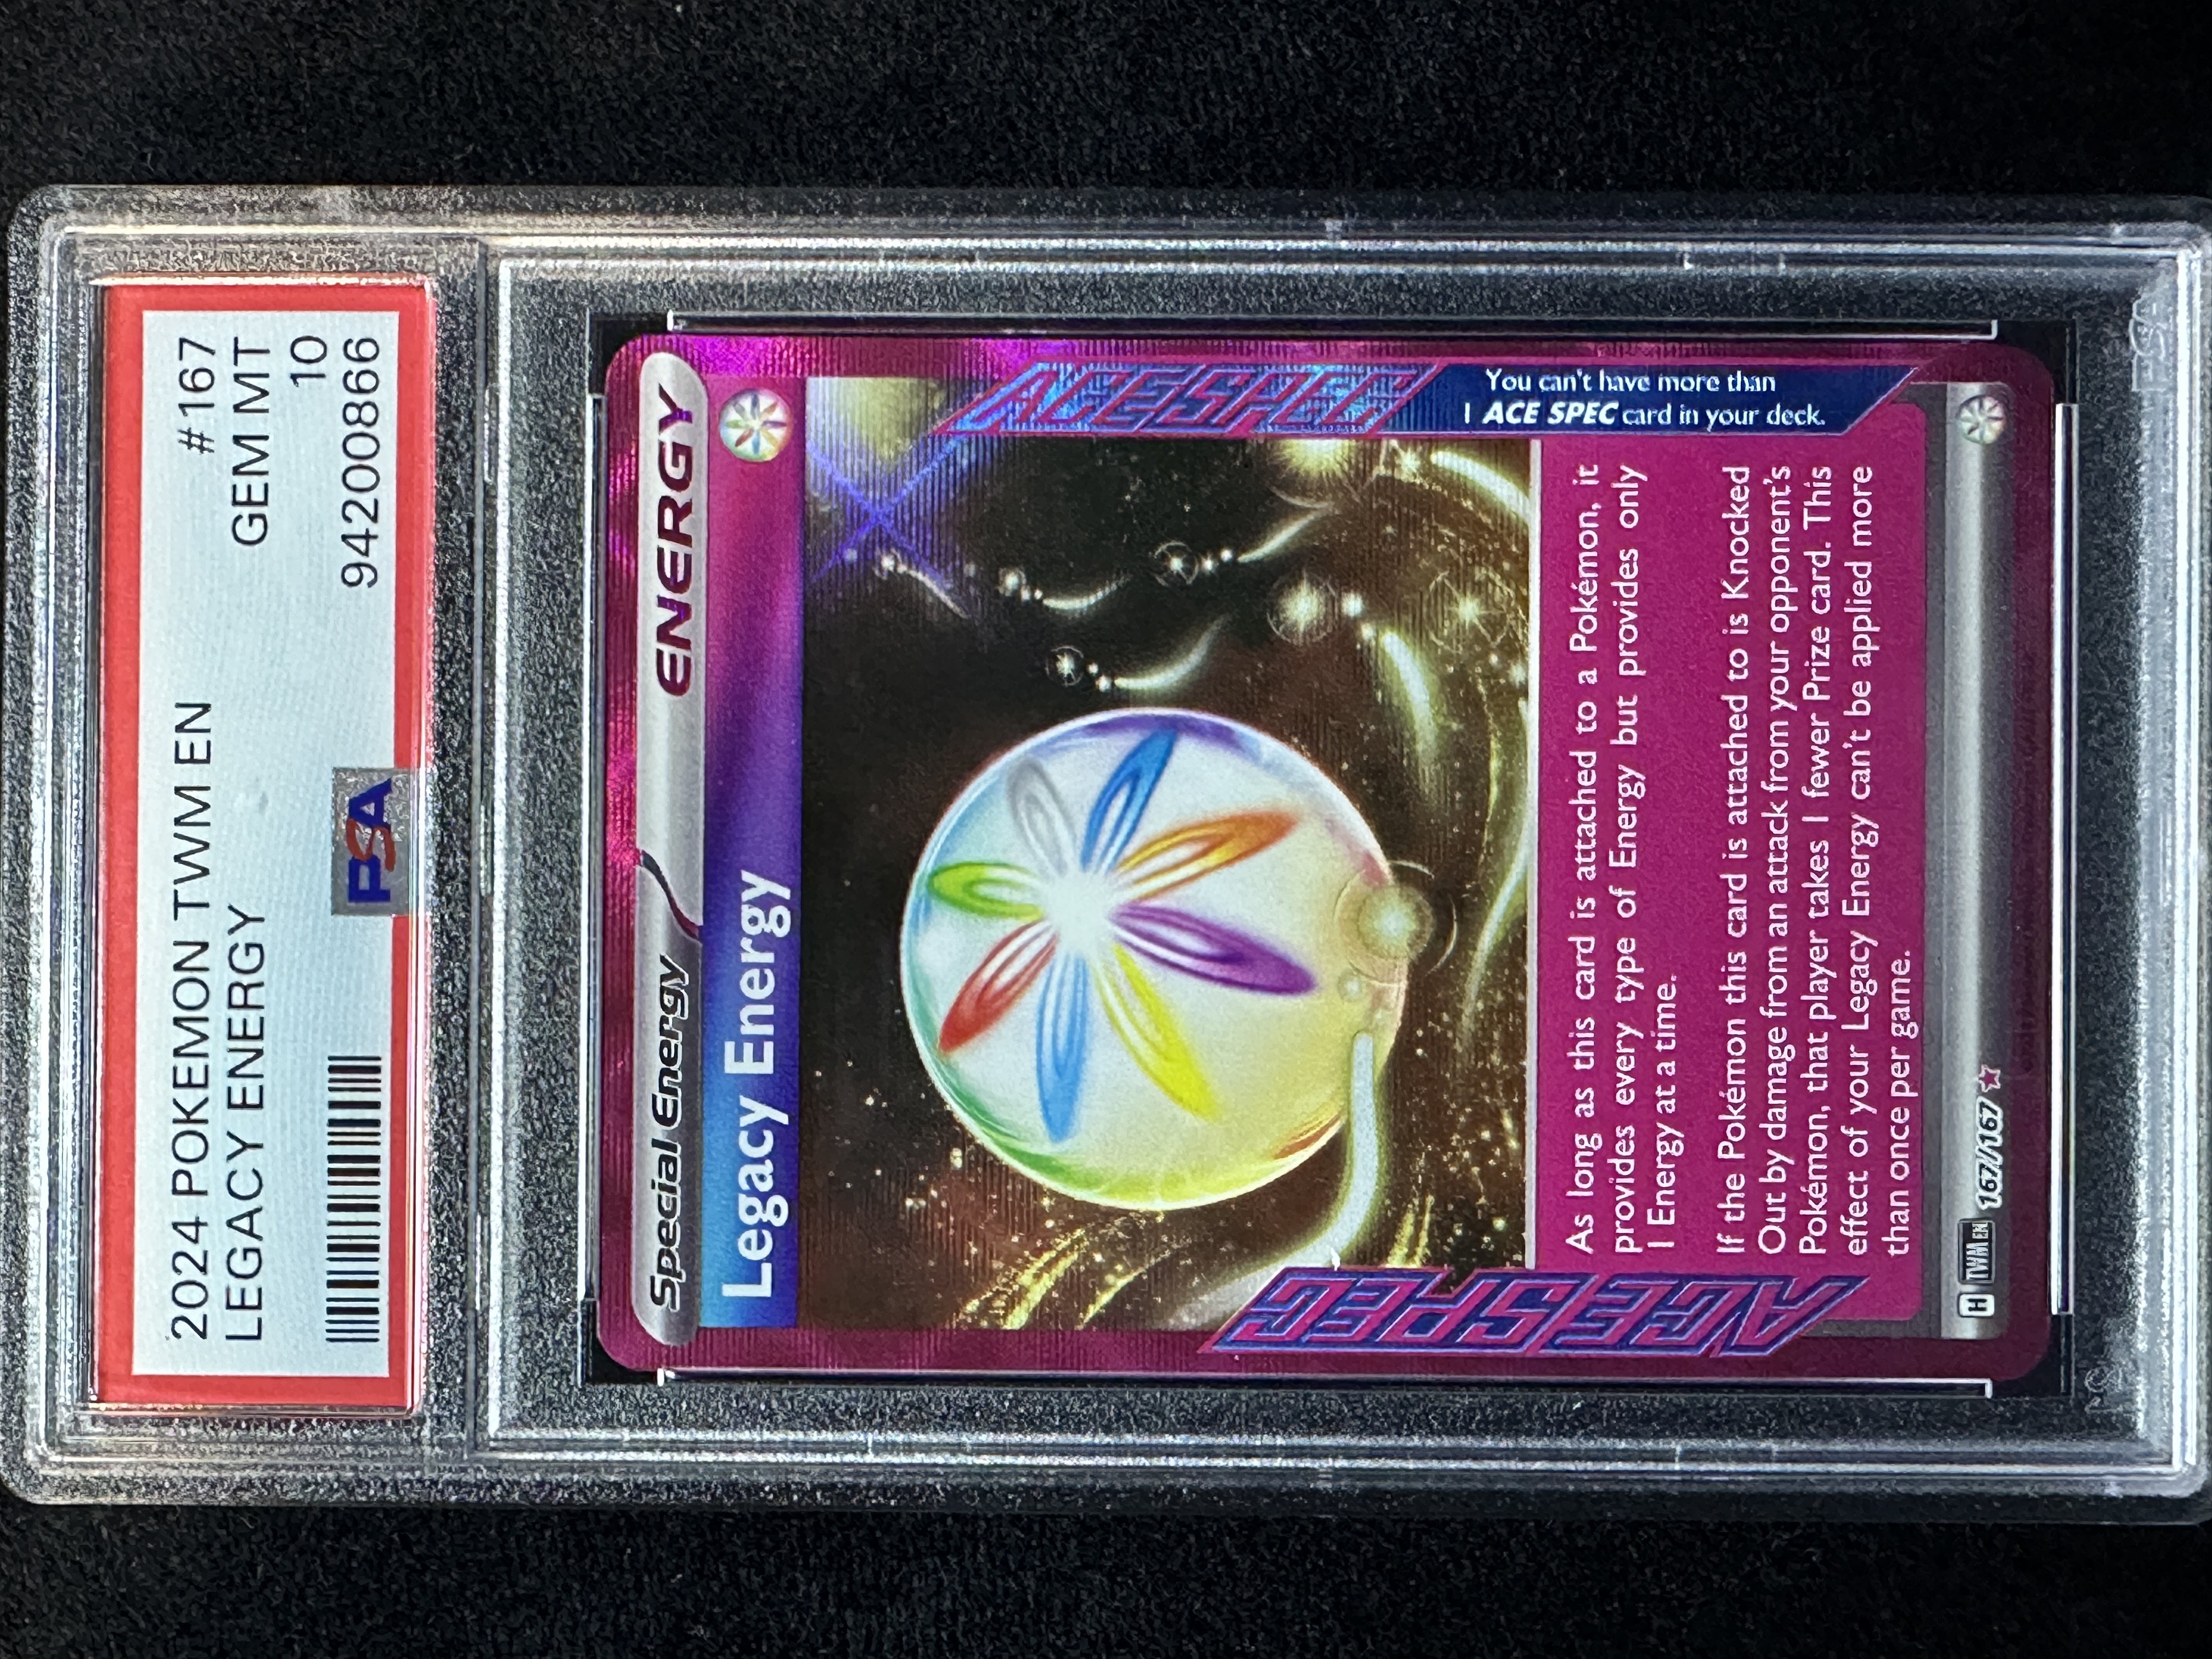 2024 POKEMON TWM EN #167
LEGACY ENERGY GEM MT
10
94200866
PSA
Special Energy ENERGY
Legacy Energy
ACE SPEC
You can't have more than
1 ACE SPEC card in your deck.
As long as this card is attached to a Pokémon, it
provides every type of Energy but provides only
1 Energy at a time.
If the Pokémon this card is attached to is Knocked
Out by damage from an attack from your opponent's
Pokémon, that player takes 1 fewer Prize card. This
effect of your Legacy Energy can't be applied more
than once per game.
ACE SPEC
H TWM EN 167/167